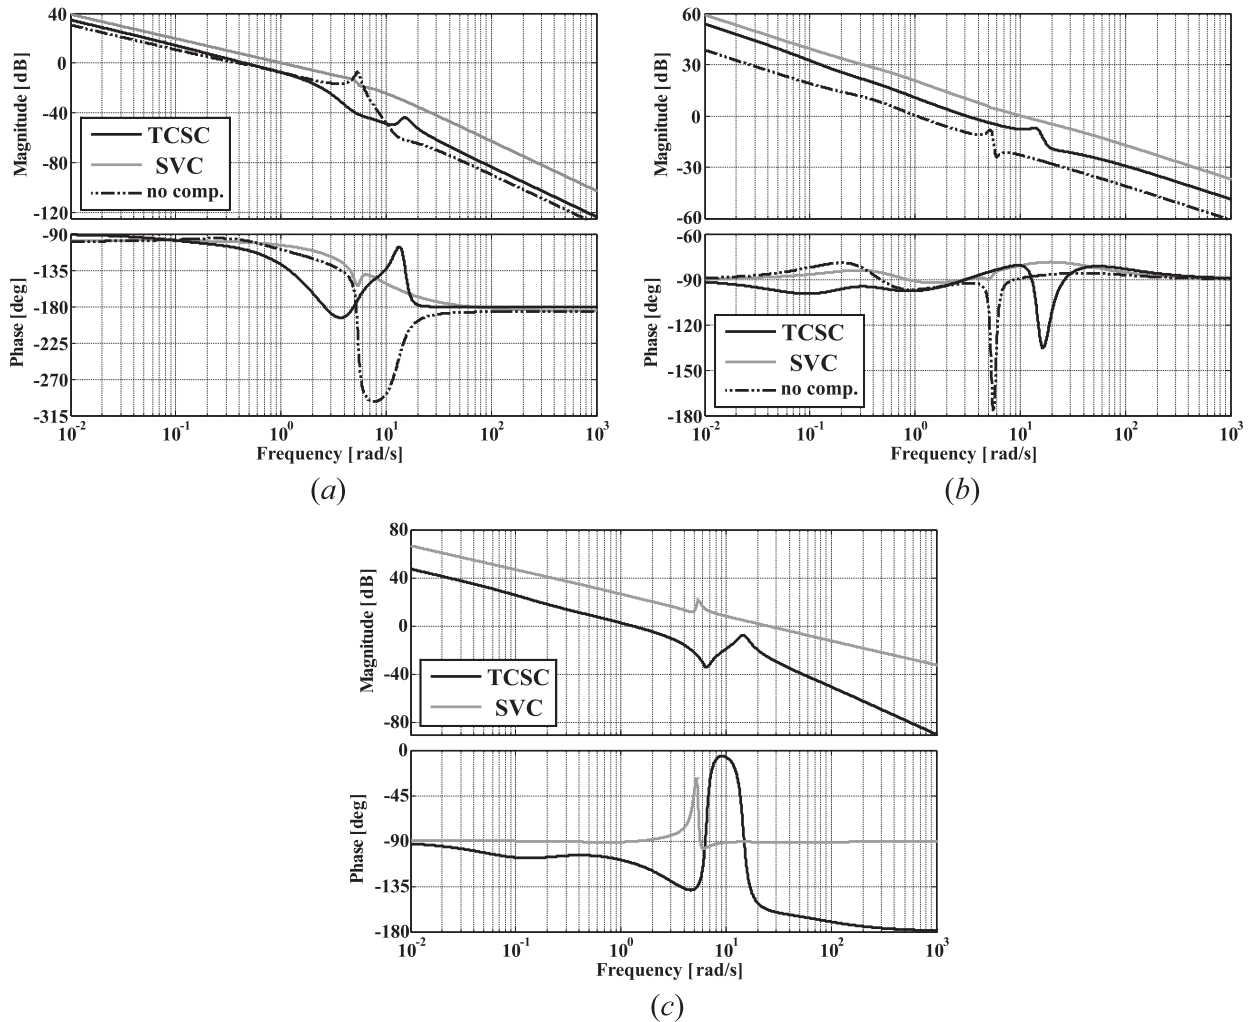 40
0
-40
-80
-120
Magnitude [dB]
TCSC
SVC
no comp.
-90
-135
-180
-225
-270
-315
Phase [deg]
10^-2 10^-1 10^0 10^1 10^2 10^3
Frequency [rad/s]
(a)
60
30
0
-30
-60
Magnitude [dB]
-60
-90
-120
-150
-180
Phase [deg]
TCSC
SVC
no comp.
10^-2 10^-1 10^0 10^1 10^2 10^3
Frequency [rad/s]
(b)
80
40
0
-40
-80
Magnitude [dB]
TCSC
SVC
0
-45
-90
-135
-180
Phase [deg]
10^-2 10^-1 10^0 10^1 10^2 10^3
Frequency [rad/s]
(c)